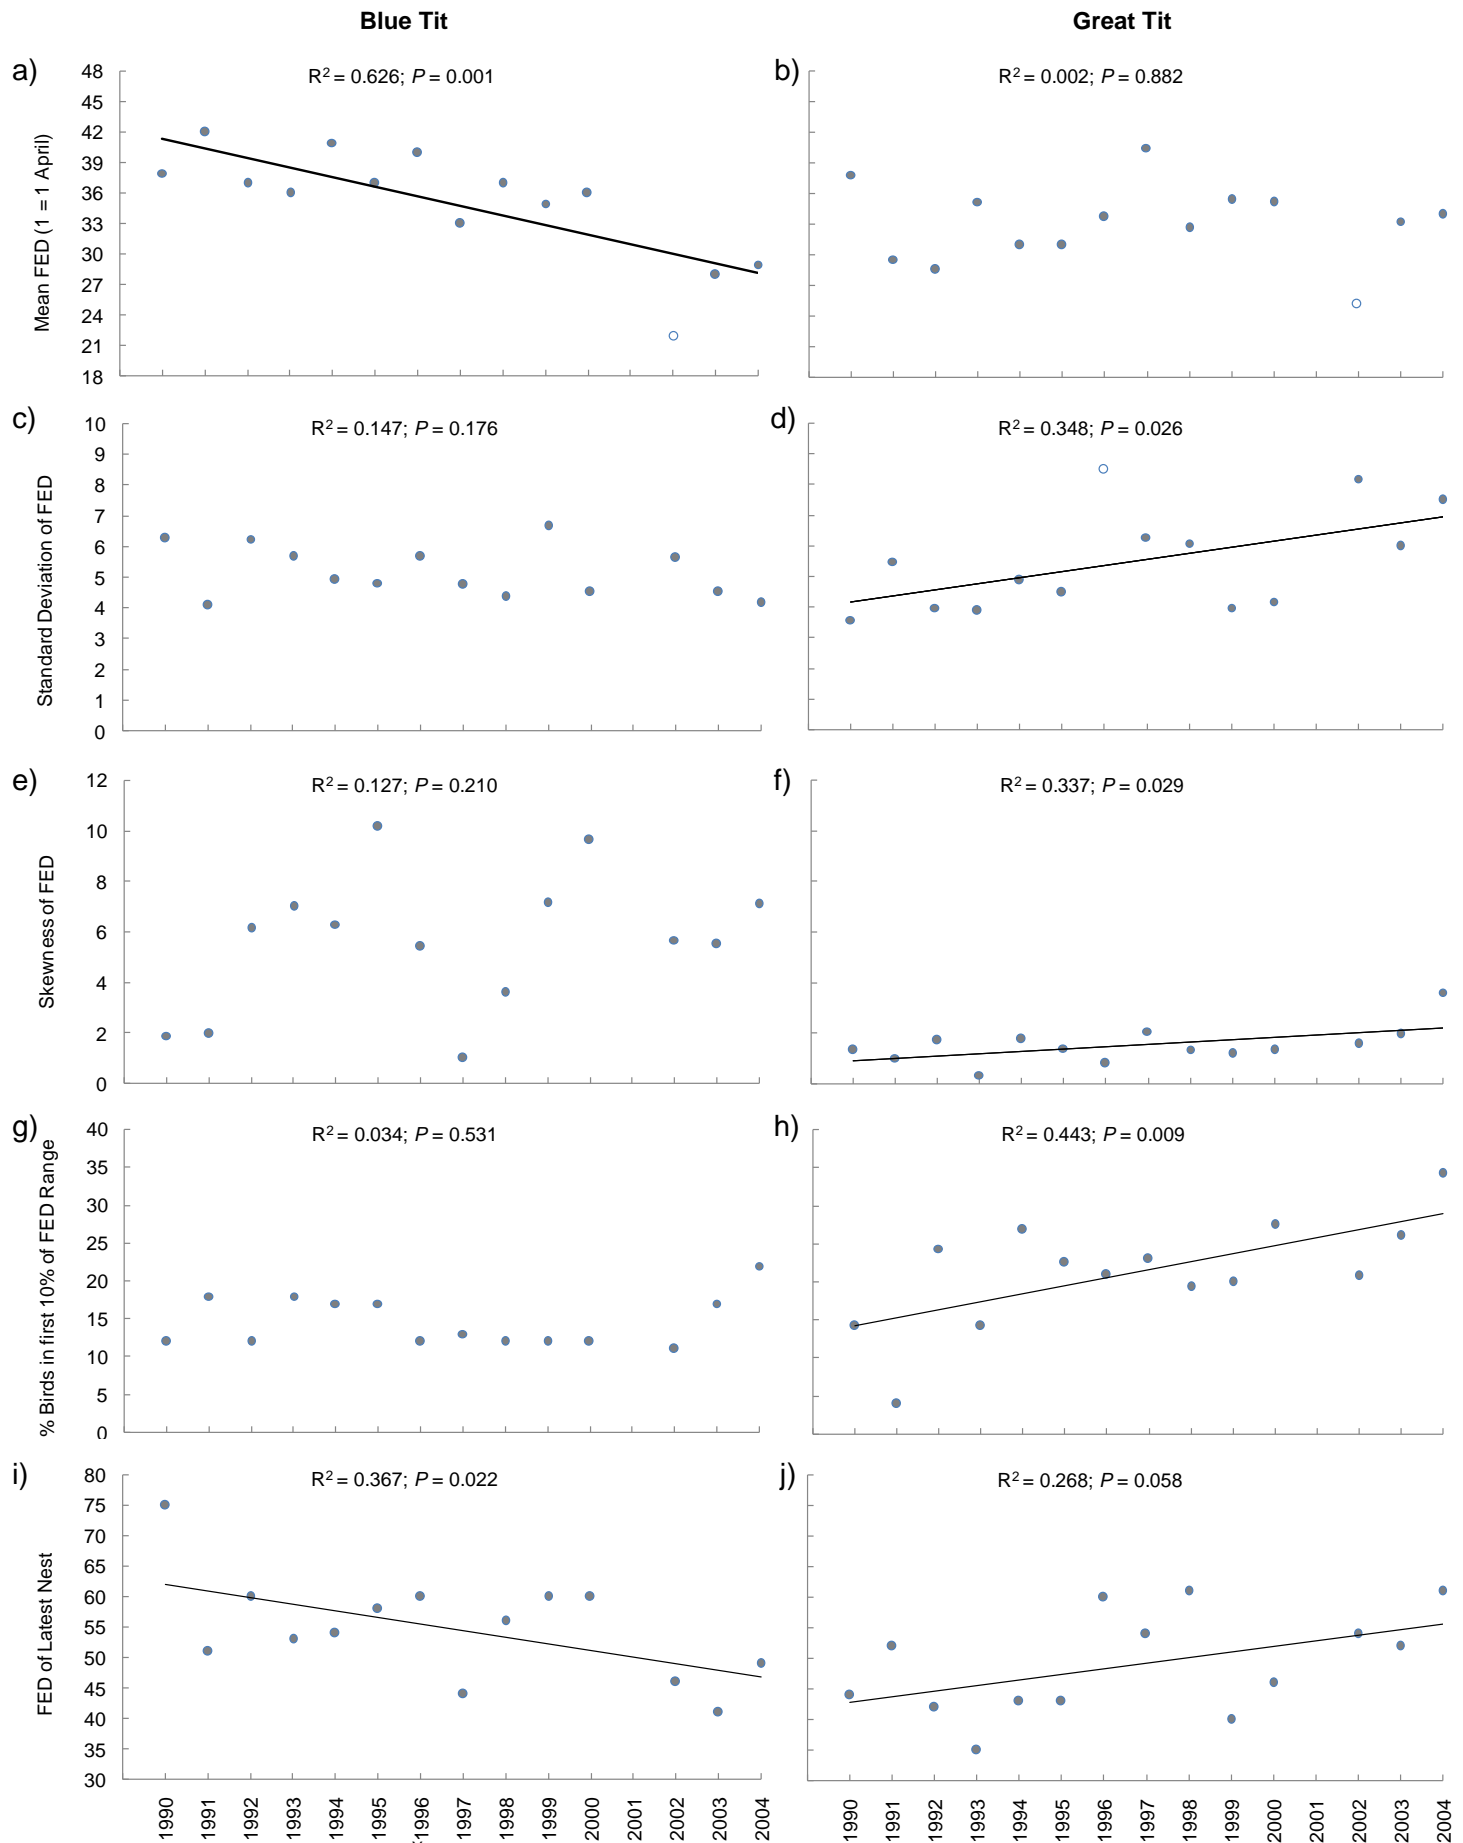 Blue Tit
Great Tit
a)
R2 = 0.626; P = 0.001
Mean FED (1 = 1 April)
48
45
42
39
36
33
30
27
24
21
18
b)
R2 = 0.002; P = 0.882
c)
R2 = 0.147; P = 0.176
Standard Deviation of FED
10
9
8
7
6
5
4
3
2
1
0
d)
R2 = 0.348; P = 0.026
e)
R2 = 0.127; P = 0.210
Skewness of FED
12
10
8
6
4
2
0
f)
R2 = 0.337; P = 0.029
g)
R2 = 0.034; P = 0.531
% Birds in first 10% of FED Range
40
35
30
25
20
15
10
5
0
h)
R2 = 0.443; P = 0.009
i)
R2 = 0.367; P = 0.022
FED of Latest Nest
80
75
70
65
60
55
50
45
40
35
30
j)
R2 = 0.268; P = 0.058
1990
1991
1992
1993
1994
1995
1996
1997
1998
1999
2000
2001
2002
2003
2004
1990
1991
1992
1993
1994
1995
1996
1997
1998
1999
2000
2001
2002
2003
2004